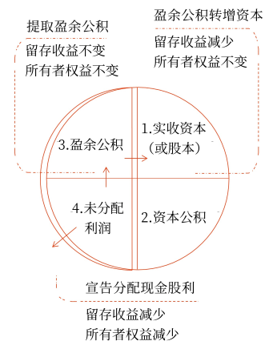 提取盈余公积
留存收益不变
所有者权益不变
盈余公积转增资本
留存收益减少
所有者权益不变
1.实收资本
（或股本）
3.盈余公积
4.未分配
利润
2.资本公积
宣告分配现金股利
留存收益减少
所有者权益减少